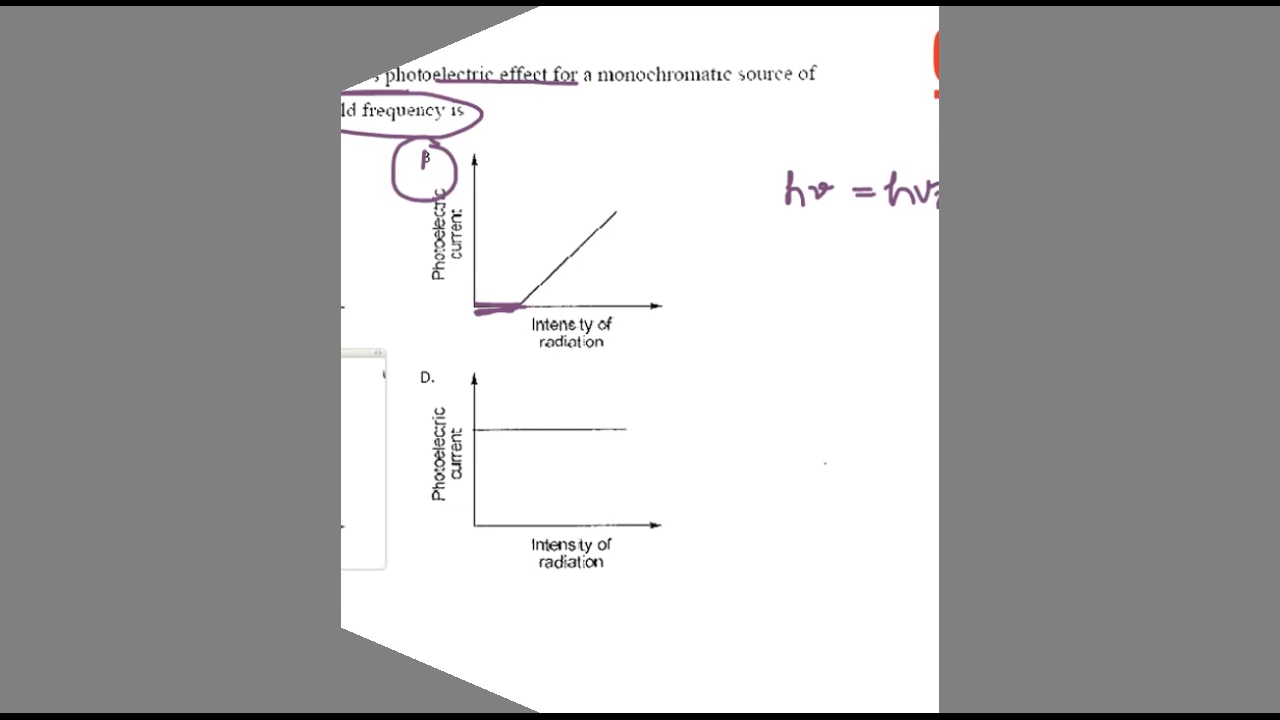 photoelectric effect for a monochromatic source of
ld frequency is
B
Photoelectric
current
Intensity of
radiation
hν = hν
D.
Photoelectric
current
Intensity of
radiation